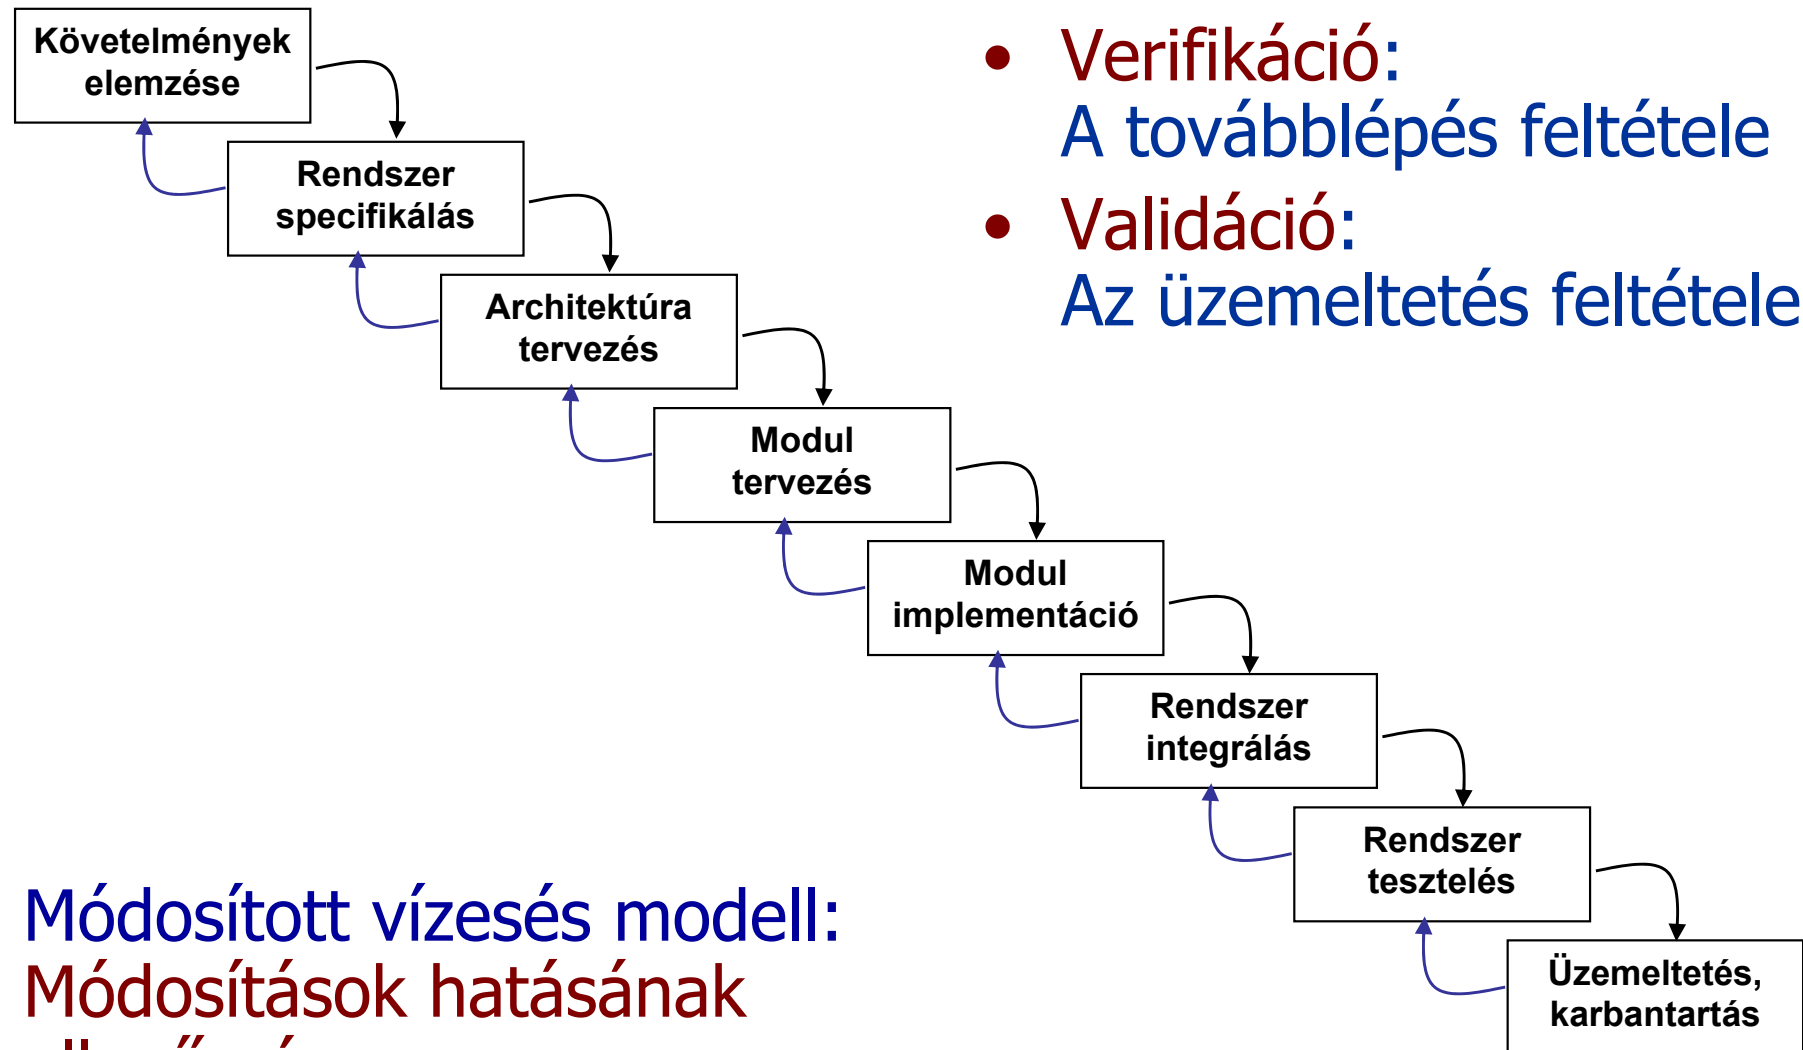 Követelmények
elemzése
• Verifikáció:
A továbblépés feltétele
• Validáció:
Az üzemeltetés feltétele
Rendszer
specifikálás
Architektúra
tervezés
Modul
tervezés
Modul
implementáció
Rendszer
integrálás
Rendszer
tesztelés
Üzemeltetés,
karbantartás
Módosított vízesés modell:
Módosítások hatásának